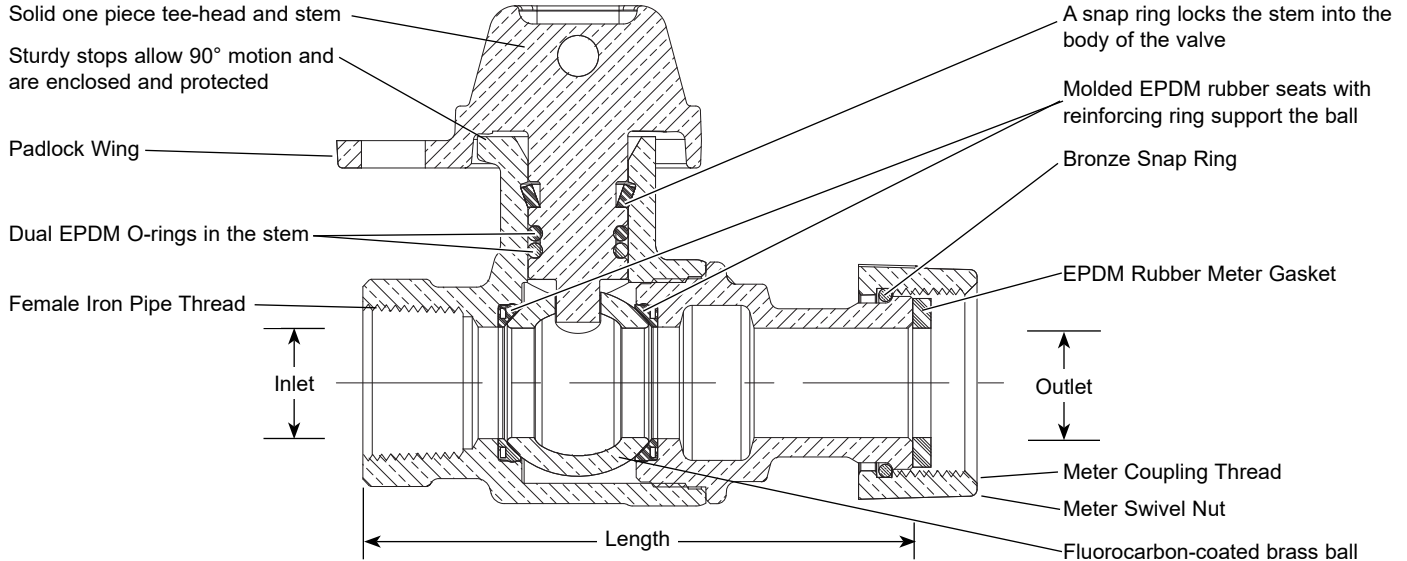 Solid one piece tee-head and stem
Sturdy stops allow 90° motion and
are enclosed and protected
Padlock Wing
Dual EPDM O-rings in the stem
Female Iron Pipe Thread
Inlet
A snap ring locks the stem into the
body of the valve
Molded EPDM rubber seats with
reinforcing ring support the ball
Bronze Snap Ring
EPDM Rubber Meter Gasket
Outlet
Meter Coupling Thread
Meter Swivel Nut
Fluorocarbon-coated brass ball
Length